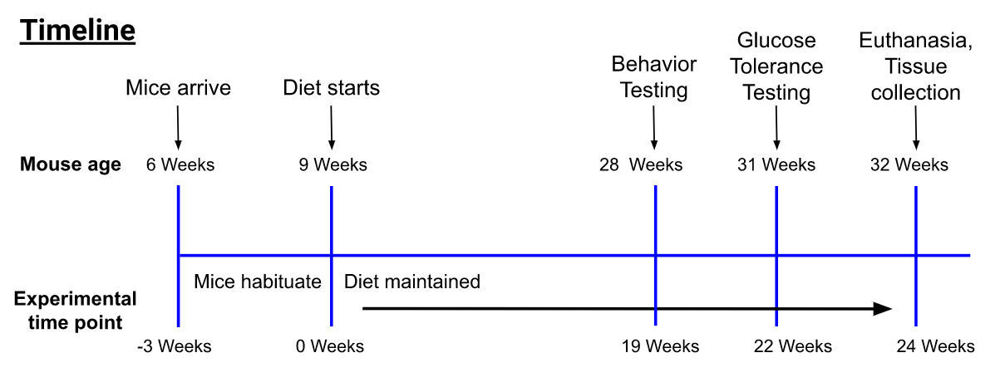 Timeline
Mice arrive
Diet starts
Behavior
Testing
Glucose
Tolerance
Testing
Euthanasia,
Tissue
collection
Mouse age
6 Weeks
9 Weeks
28 Weeks
31 Weeks
32 Weeks
Mice habituate
Diet maintained
Experimental
time point
-3 Weeks
0 Weeks
19 Weeks
22 Weeks
24 Weeks